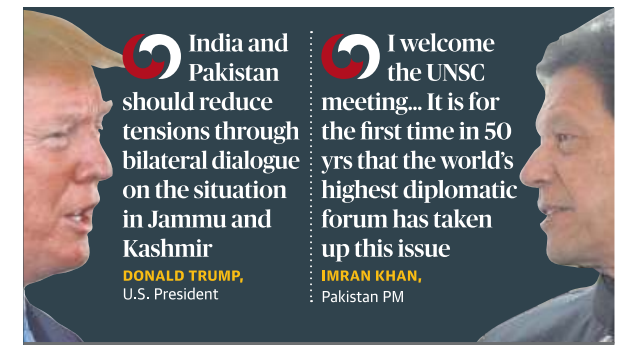 India and
Pakistan
should reduce
tensions through
bilateral dialogue
on the situation
in Jammu and
Kashmir
DONALD TRUMP,
U.S. President
I welcome
the UNSC
meeting... It is for
the first time in 50
yrs that the world's
highest diplomatic
forum has taken
up this issue
IMRAN KHAN,
Pakistan PM